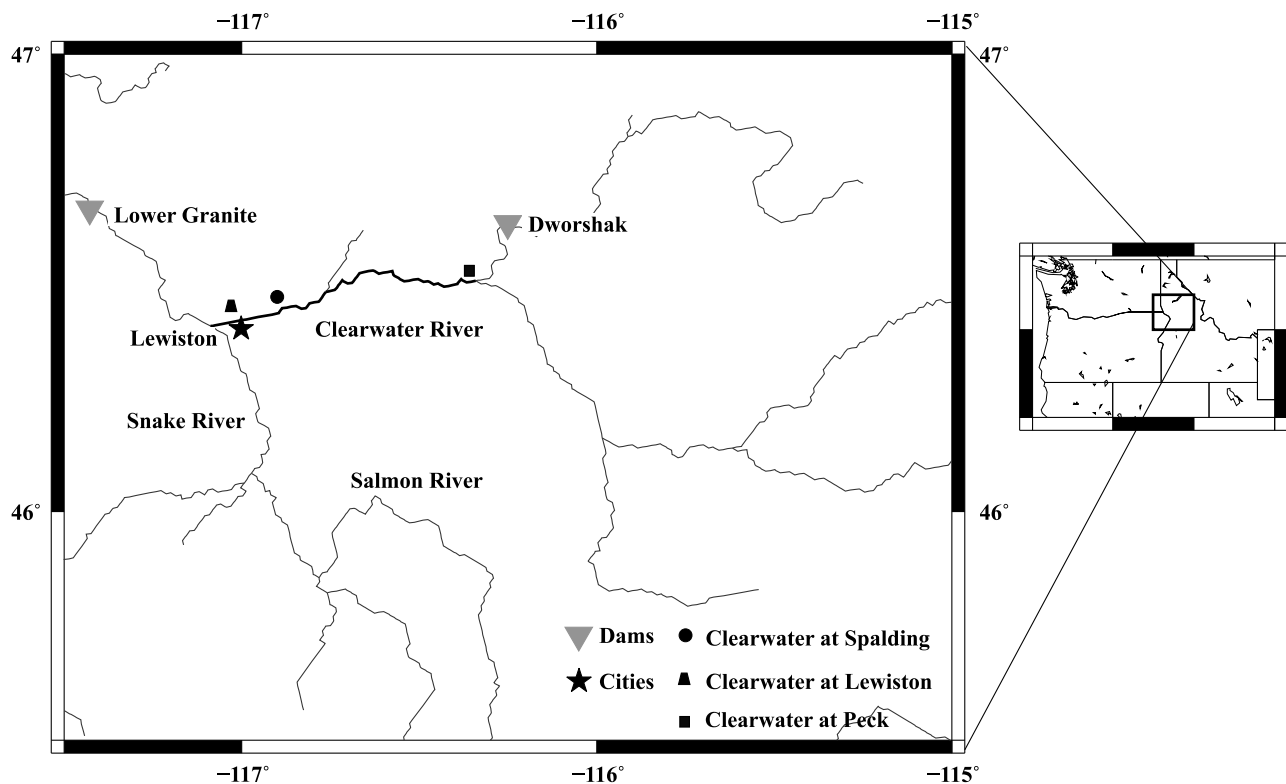 −117˚ −116˚ −115˚
47˚ 47˚
Lower Granite
Dworshak
Lewiston
Clearwater River
Snake River
Salmon River
46˚ 46˚
Dams Clearwater at Spalding
Cities Clearwater at Lewiston
Clearwater at Peck
−117˚ −116˚ −115˚